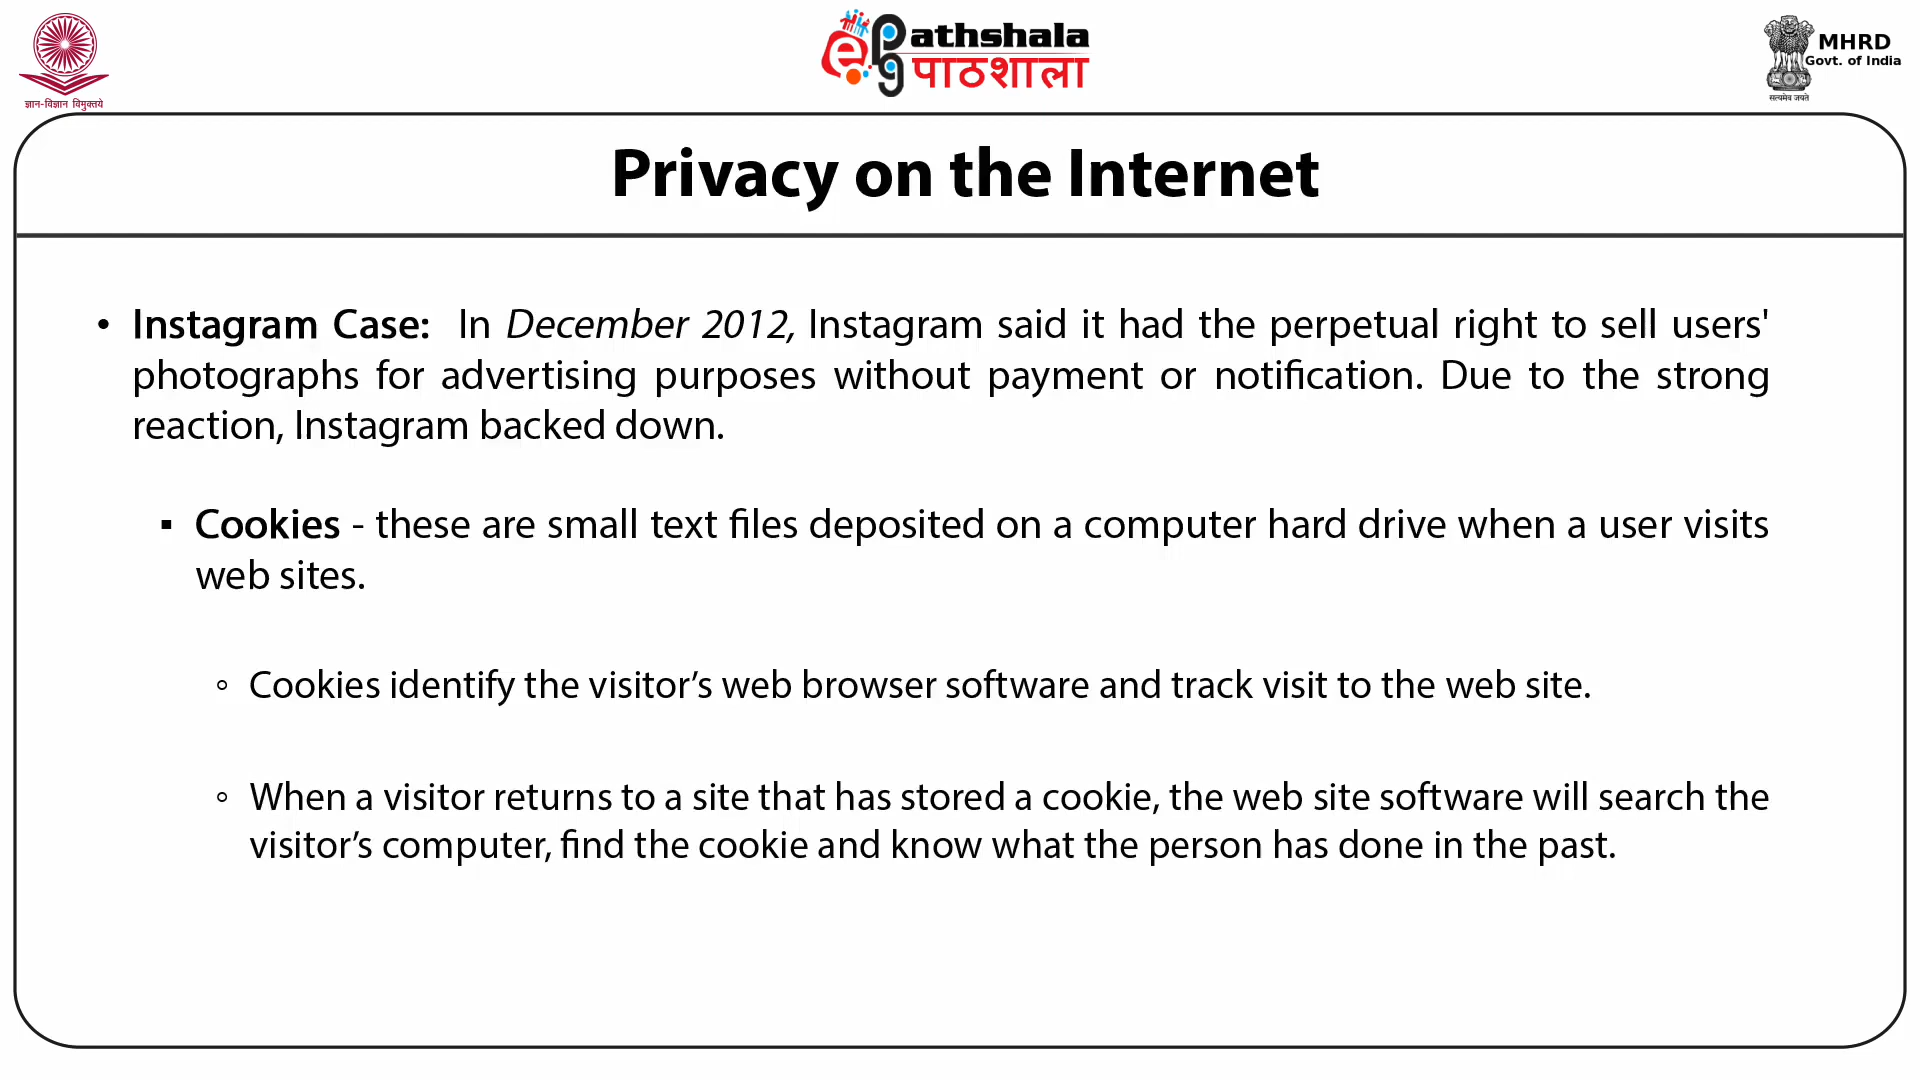 ज्ञान-विज्ञान विमुक्तये
e PG Pathshala
पाठशाला
MHRD
Govt. of India
सत्यमेव जयते
Privacy on the Internet
• Instagram Case: In December 2012, Instagram said it had the perpetual right to sell users'
photographs for advertising purposes without payment or notification. Due to the strong
reaction, Instagram backed down.
▪ Cookies - these are small text files deposited on a computer hard drive when a user visits
web sites.
◦ Cookies identify the visitor’s web browser software and track visit to the web site.
◦ When a visitor returns to a site that has stored a cookie, the web site software will search the
visitor’s computer, find the cookie and know what the person has done in the past.